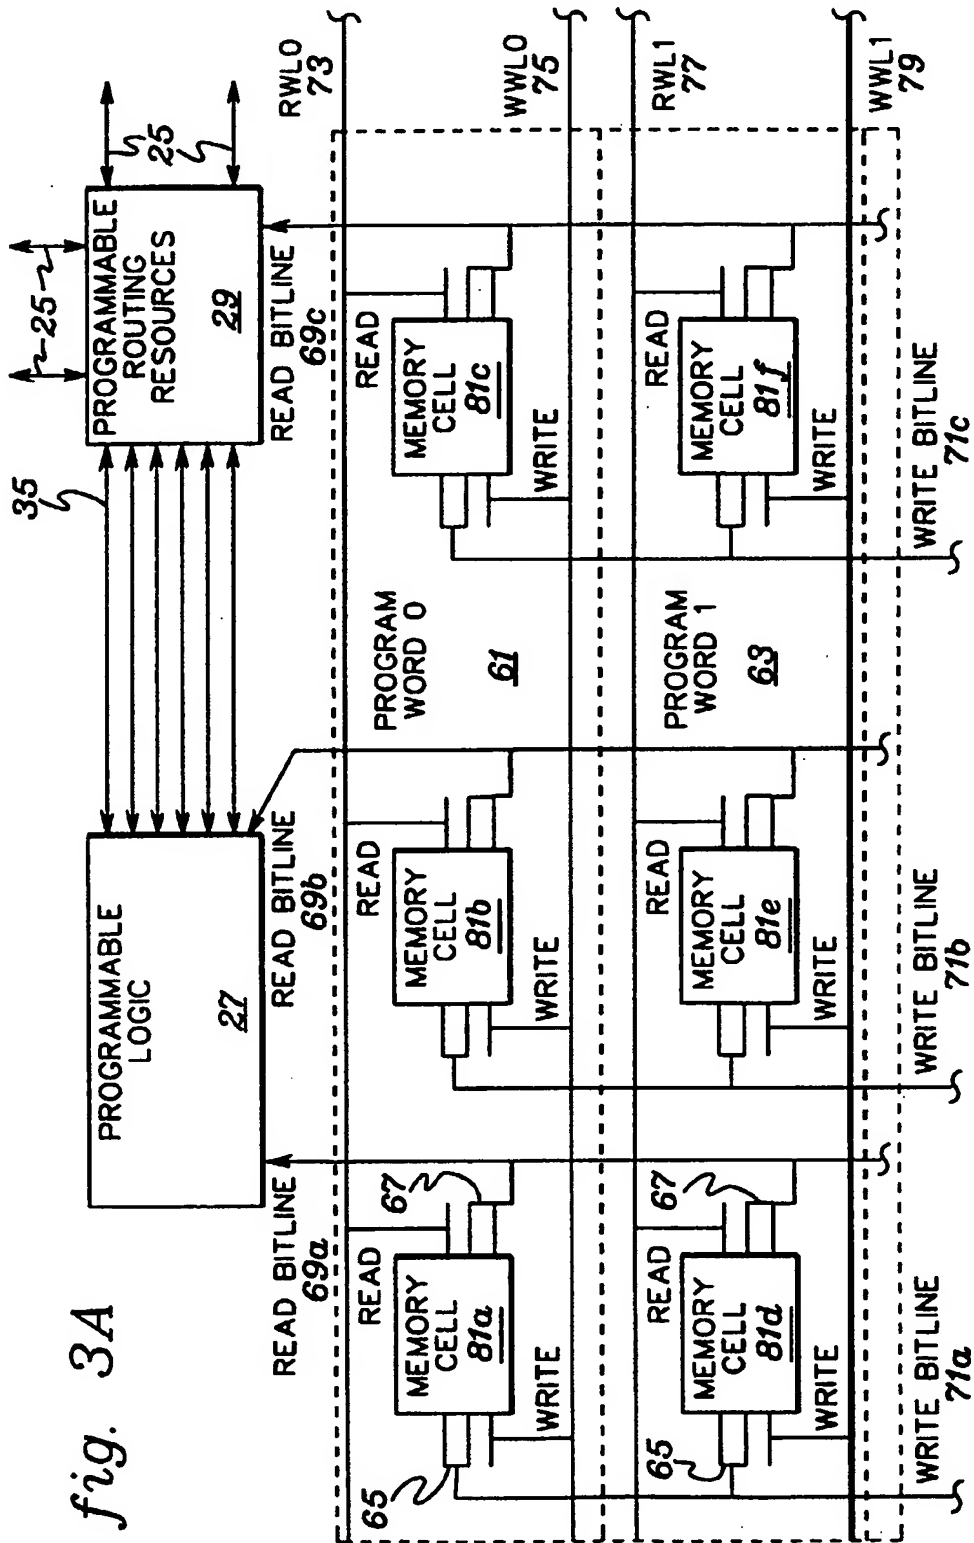 fig. 3A
PROGRAMMABLE
LOGIC
27
35
25
PROGRAMMABLE
ROUTING
RESOURCES
29
25
READ BITLINE
69a
READ BITLINE
69b
READ BITLINE
69c
RWL0
73
READ
MEMORY
CELL
81a
67
65
WRITE
READ
MEMORY
CELL
81b
WRITE
PROGRAM
WORD 0
61
READ
MEMORY
CELL
81c
WRITE
WWL0
75
RWL1
77
READ
MEMORY
CELL
81d
67
65
WRITE
READ
MEMORY
CELL
81e
WRITE
PROGRAM
WORD 1
63
READ
MEMORY
CELL
81f
WRITE
WWL1
79
WRITE BITLINE
71a
WRITE BITLINE
71b
WRITE BITLINE
71c